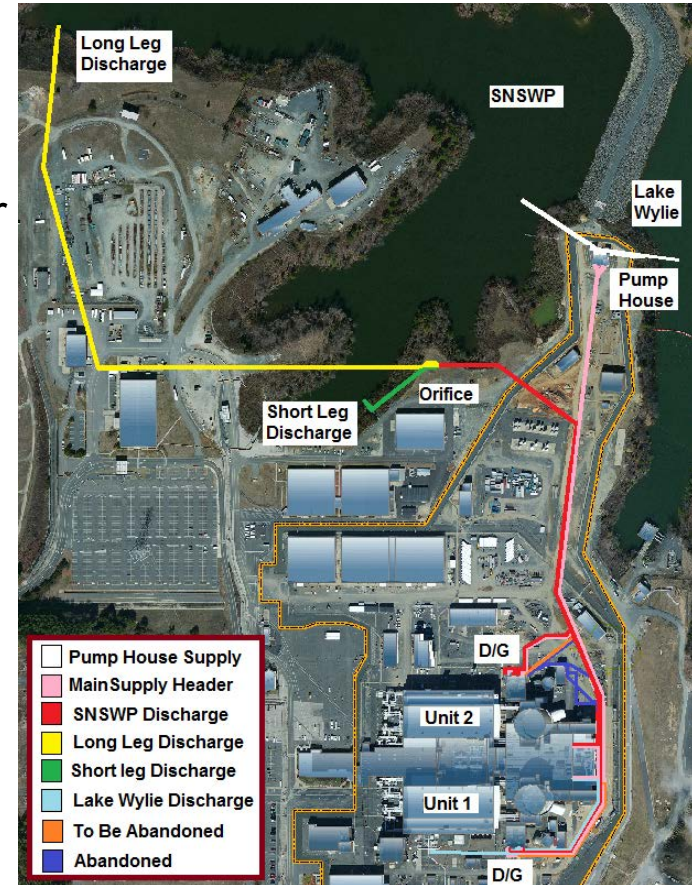 Long Leg
Discharge
SNSWP
Lake
Wylie
Pump
House
Orifice
Short Leg
Discharge
D/G
Unit 2
Unit 1
D/G
Pump House Supply
MainSupply Header
SNSWP Discharge
Long Leg Discharge
Short leg Discharge
Lake Wylie Discharge
To Be Abandoned
Abandoned